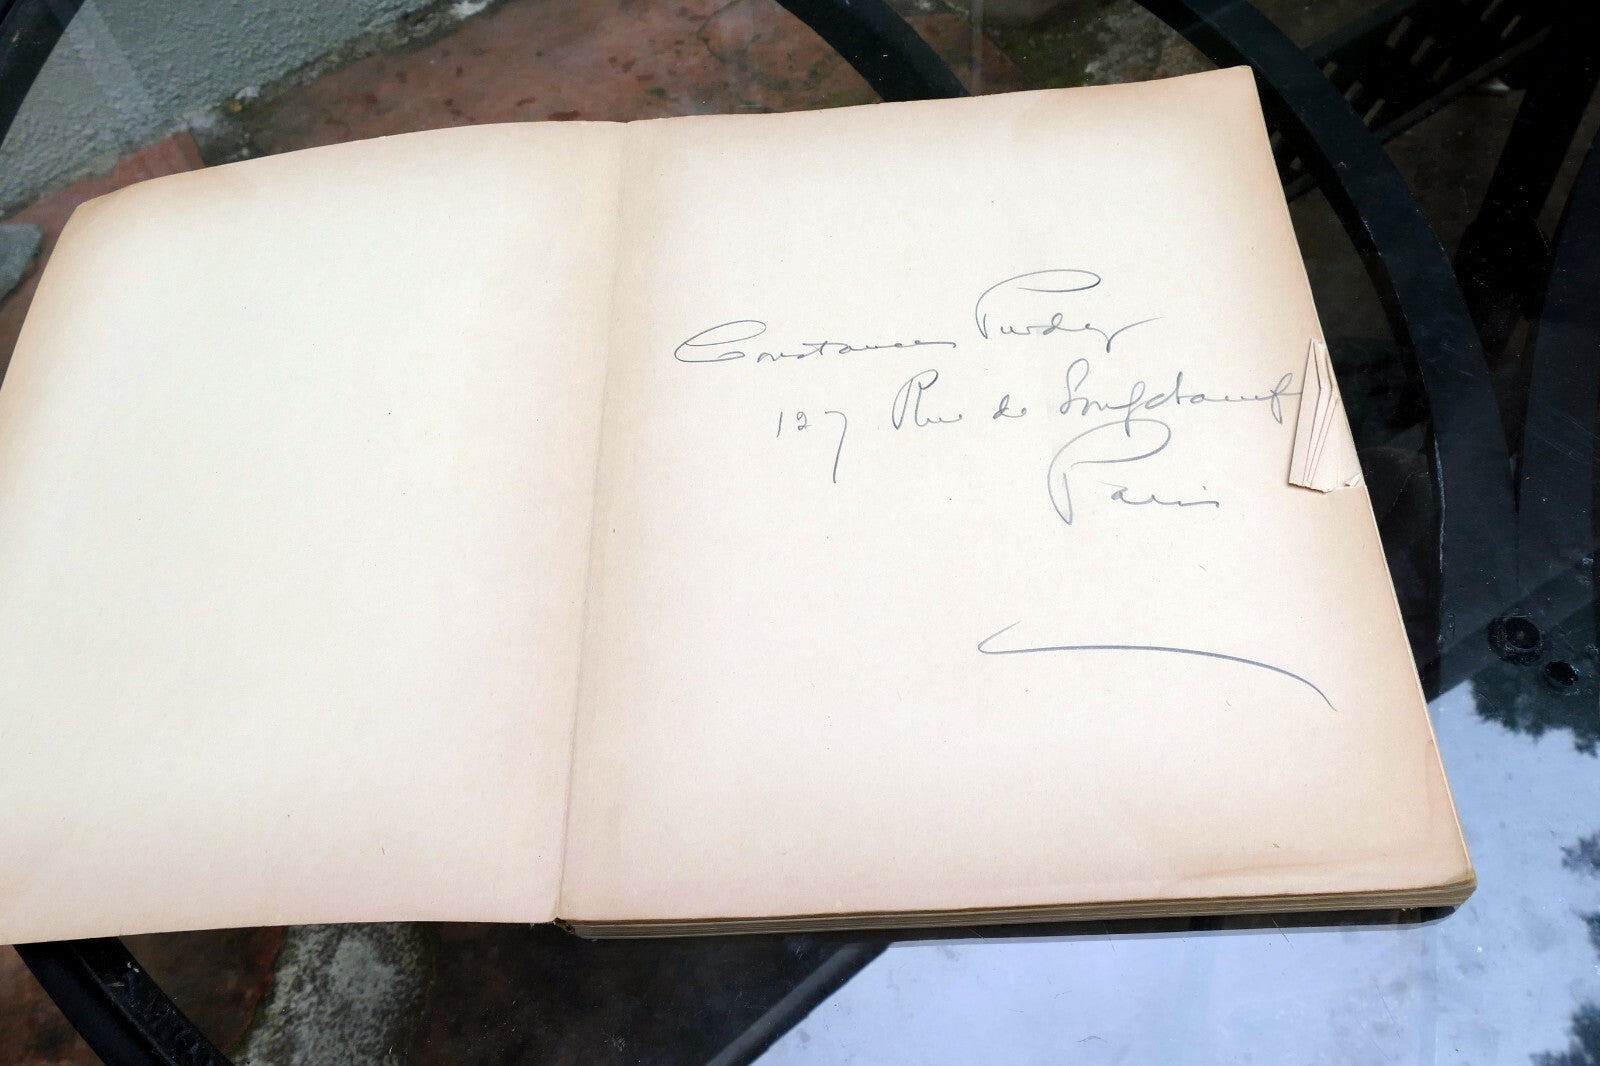 Constance Purdy
127 Rue de Longchamp
Paris